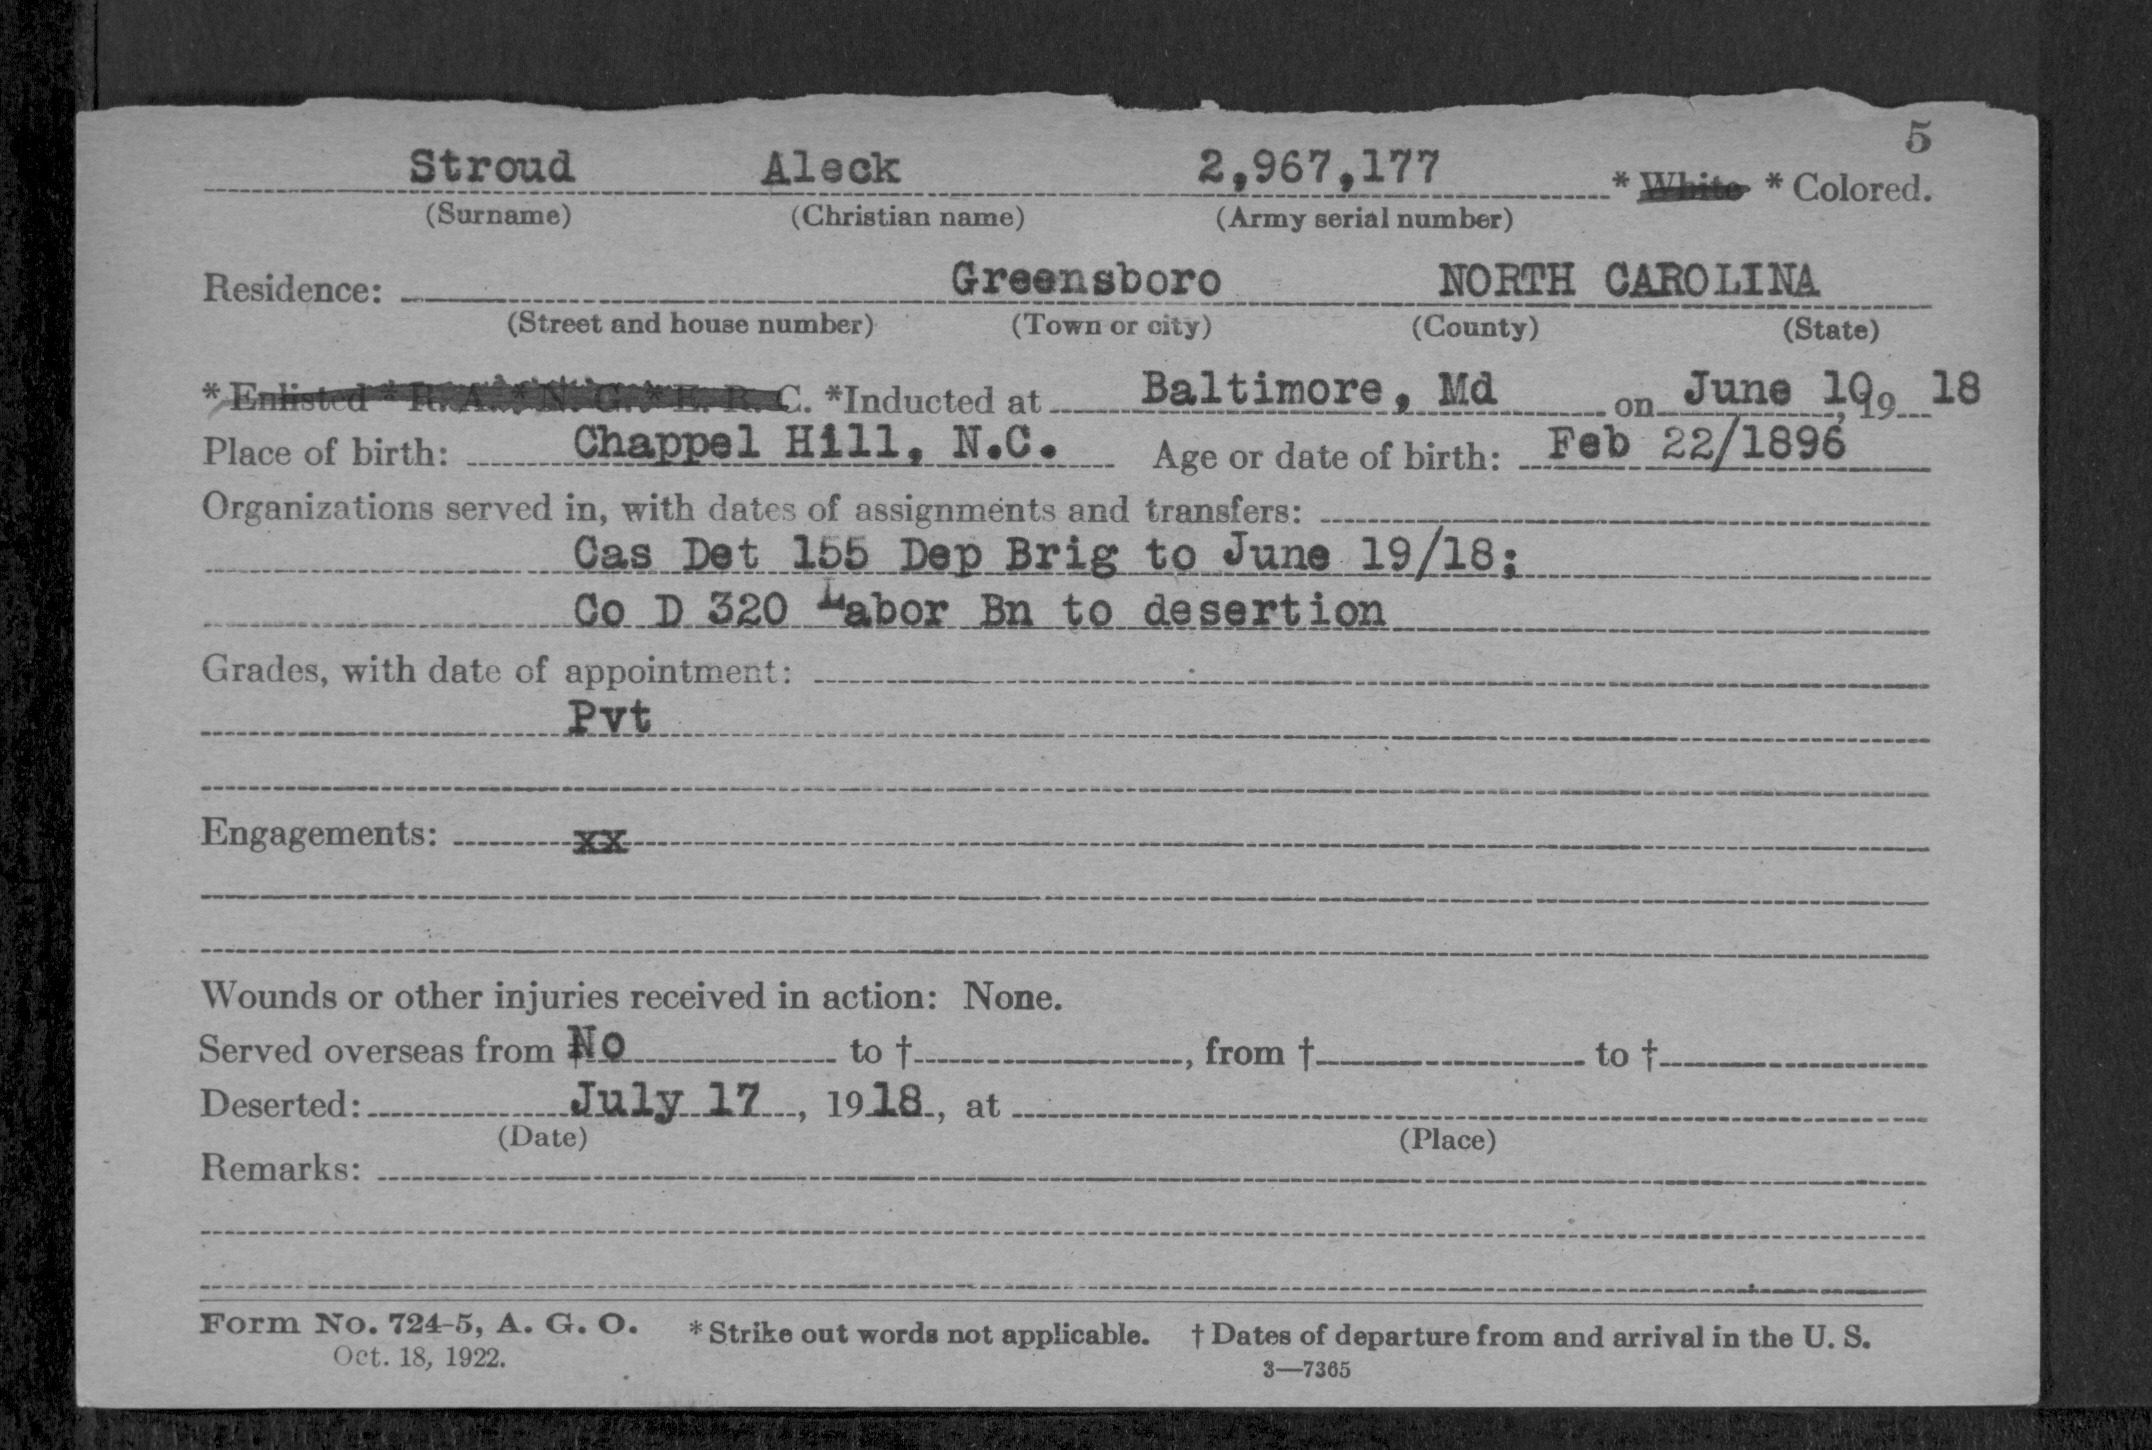 5
Stroud Aleck 2,967,177 * White * Colored.
(Surname) (Christian name) (Army serial number)
Residence: Greensboro NORTH CAROLINA
(Street and house number) (Town or city) (County) (State)
* Enlisted * R. A. * N. G. * E. R. C. *Inducted at Baltimore, Md on June 10, 19 18
Place of birth: Chappel Hill, N.C. Age or date of birth: Feb 22/1896
Organizations served in, with dates of assignments and transfers:
Cas Det 155 Dep Brig to June 19/18;
Co D 320 Labor Bn to desertion
Grades, with date of appointment:
Pvt
Engagements: xx
Wounds or other injuries received in action: None.
Served overseas from No to †, from † to †
Deserted: July 17, 1918, at
(Date) (Place)
Remarks:
Form No. 724-5, A. G. O. * Strike out words not applicable. † Dates of departure from and arrival in the U. S.
Oct. 18, 1922. 3—7365